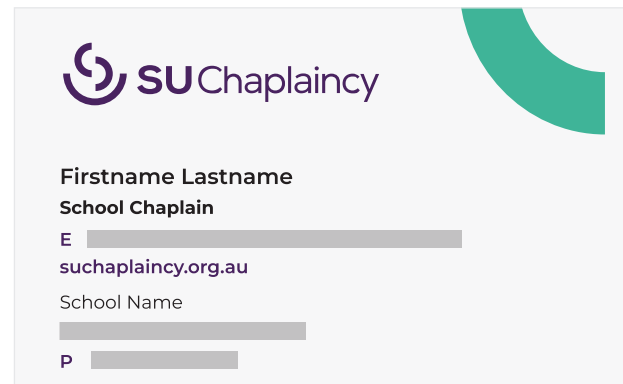 SU Chaplaincy
Firstname Lastname
School Chaplain
E
suchaplaincy.org.au
School Name
P